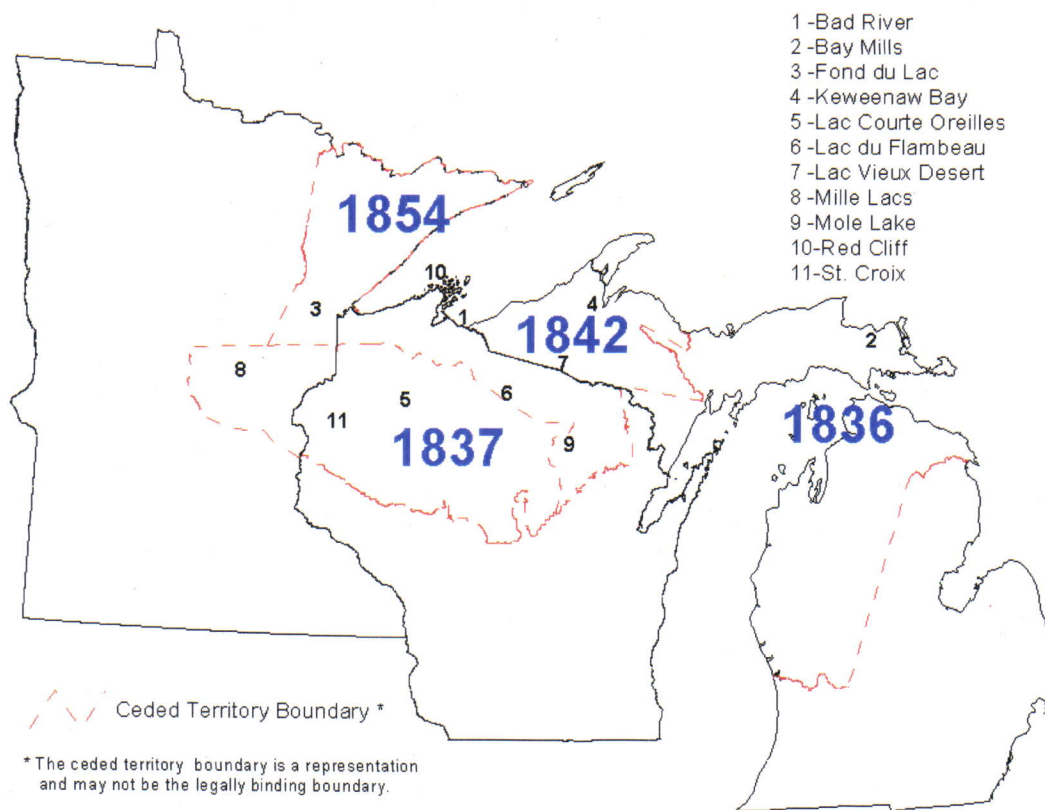 1 -Bad River
2 -Bay Mills
3 -Fond du Lac
4 -Keweenaw Bay
5 -Lac Courte Oreilles
6 -Lac du Flambeau
7 -Lac Vieux Desert
8 -Mille Lacs
9 -Mole Lake
10-Red Cliff
11-St. Croix
1854
10
3
1
4
1842
2
7
8
5
6
11
1836
1837
9
Ceded Territory Boundary *
* The ceded territory boundary is a representation
and may not be the legally binding boundary.